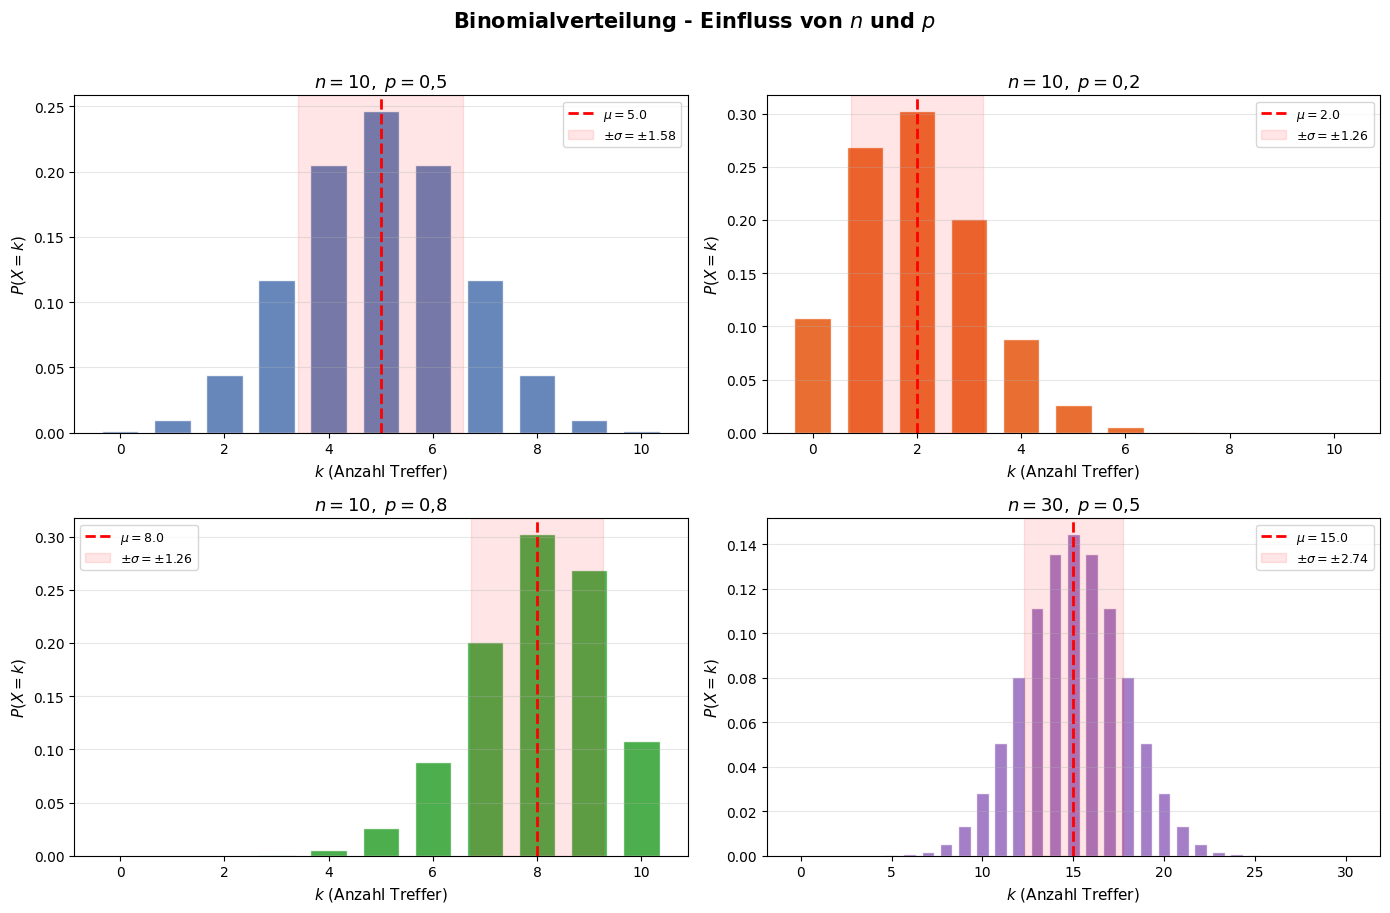 Binomialverteilung - Einfluss von n und p
n = 10, p = 0,5
0.25
0.20
0.15
0.10
0.05
0.00
P(X = k)
μ = 5.0
±σ = ±1.58
0 2 4 6 8 10
k (Anzahl Treffer)
n = 10, p = 0,2
0.30
0.25
0.20
0.15
0.10
0.05
0.00
P(X = k)
μ = 2.0
±σ = ±1.26
0 2 4 6 8 10
k (Anzahl Treffer)
n = 10, p = 0,8
0.30
0.25
0.20
0.15
0.10
0.05
0.00
P(X = k)
μ = 8.0
±σ = ±1.26
0 2 4 6 8 10
k (Anzahl Treffer)
n = 30, p = 0,5
0.14
0.12
0.10
0.08
0.06
0.04
0.02
0.00
P(X = k)
μ = 15.0
±σ = ±2.74
0 5 10 15 20 25 30
k (Anzahl Treffer)